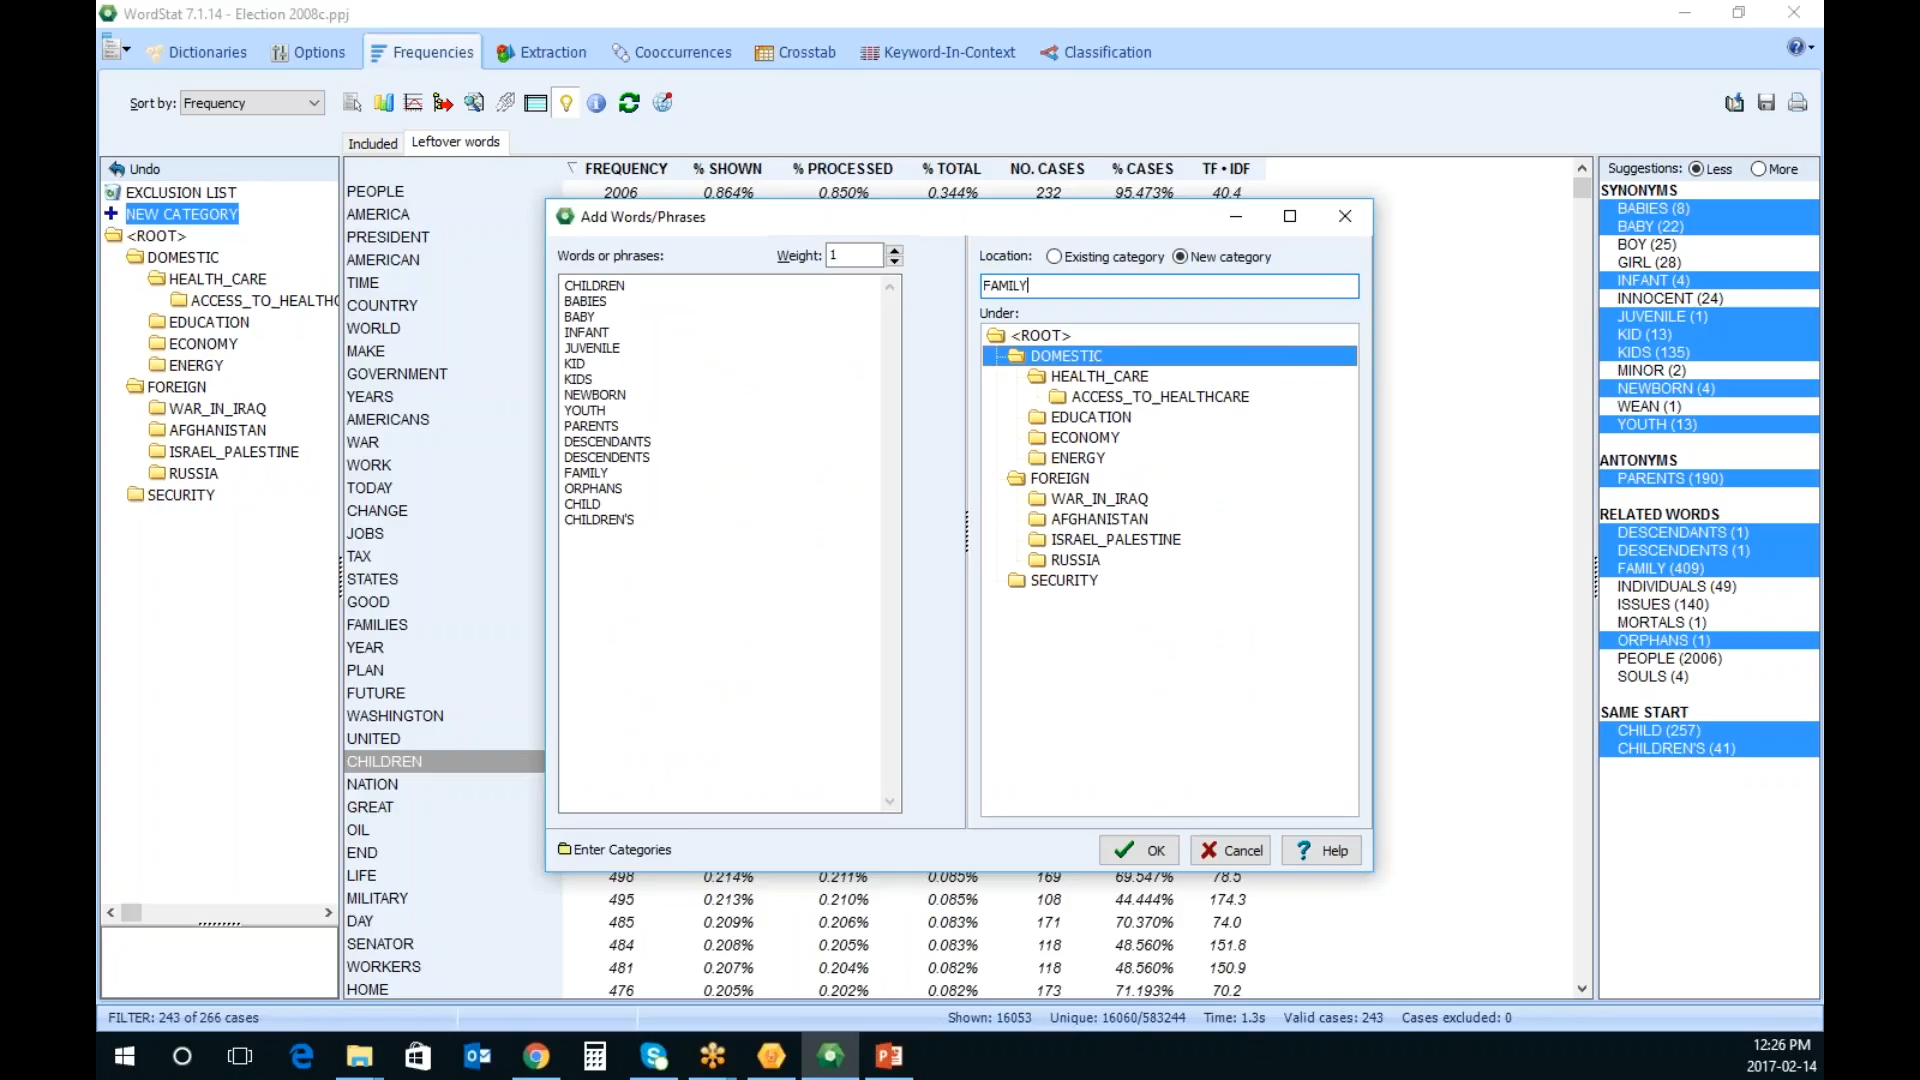 WordStat 7.1.14 - Election 2008c.ppj
Dictionaries Options Frequencies Extraction Cooccurrences Crosstab Keyword-In-Context Classification
Sort by: Frequency
Included Leftover words
Undo
EXCLUSION LIST
NEW CATEGORY
<ROOT>
DOMESTIC
HEALTH_CARE
ACCESS_TO_HEALTHC
EDUCATION
ECONOMY
ENERGY
FOREIGN
WAR_IN_IRAQ
AFGHANISTAN
ISRAEL_PALESTINE
RUSSIA
SECURITY
FREQUENCY % SHOWN % PROCESSED % TOTAL NO. CASES % CASES TF • IDF
PEOPLE 2006 0.864% 0.850% 0.344% 232 95.473% 40.4
AMERICA
PRESIDENT
AMERICAN
TIME
COUNTRY
WORLD
MAKE
GOVERNMENT
YEARS
AMERICANS
WAR
WORK
TODAY
CHANGE
JOBS
TAX
STATES
GOOD
FAMILIES
YEAR
PLAN
FUTURE
WASHINGTON
UNITED
CHILDREN
NATION
GREAT
OIL
END
LIFE 498 0.214% 0.211% 0.085% 169 69.547% 78.5
MILITARY 495 0.213% 0.210% 0.085% 108 44.444% 174.3
DAY 485 0.209% 0.206% 0.083% 171 70.370% 74.0
SENATOR 484 0.208% 0.205% 0.083% 118 48.560% 151.8
WORKERS 481 0.207% 0.204% 0.082% 118 48.560% 150.9
HOME 476 0.205% 0.202% 0.082% 173 71.193% 70.2
Add Words/Phrases
Words or phrases: Weight: 1
CHILDREN
BABIES
BABY
INFANT
JUVENILE
KID
KIDS
NEWBORN
YOUTH
PARENTS
DESCENDANTS
DESCENDENTS
FAMILY
ORPHANS
CHILD
CHILDREN'S
Location: Existing category New category
FAMILY
Under:
<ROOT>
DOMESTIC
HEALTH_CARE
ACCESS_TO_HEALTHCARE
EDUCATION
ECONOMY
ENERGY
FOREIGN
WAR_IN_IRAQ
AFGHANISTAN
ISRAEL_PALESTINE
RUSSIA
SECURITY
Enter Categories OK Cancel ? Help
Suggestions: Less More
SYNONYMS
BABIES (8)
BABY (22)
BOY (25)
GIRL (28)
INFANT (4)
INNOCENT (24)
JUVENILE (1)
KID (13)
KIDS (135)
MINOR (2)
NEWBORN (4)
WEAN (1)
YOUTH (13)
ANTONYMS
PARENTS (190)
RELATED WORDS
DESCENDANTS (1)
DESCENDENTS (1)
FAMILY (409)
INDIVIDUALS (49)
ISSUES (140)
MORTALS (1)
ORPHANS (1)
PEOPLE (2006)
SOULS (4)
SAME START
CHILD (257)
CHILDREN'S (41)
FILTER: 243 of 266 cases Shown: 16053 Unique: 16060/583244 Time: 1.3s Valid cases: 243 Cases excluded: 0
12:26 PM
2017-02-14